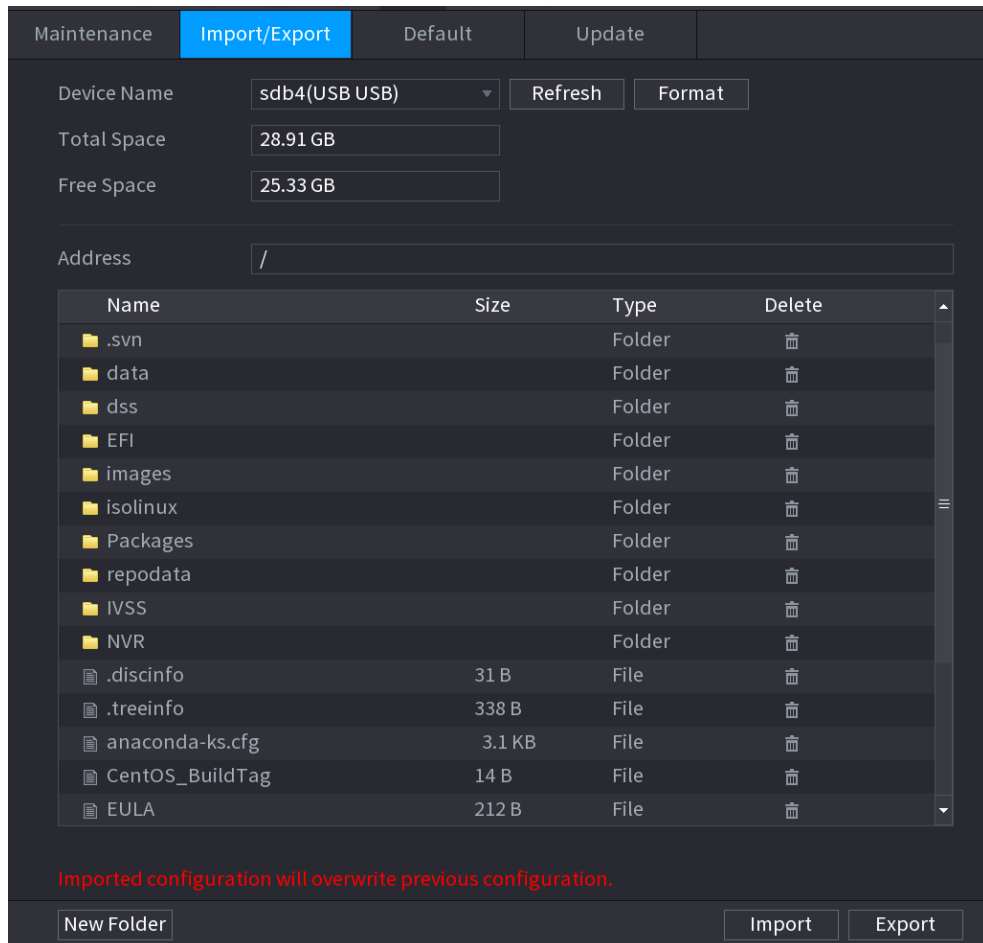 Maintenance Import/Export Default Update
Device Name sdb4(USB USB) Refresh Format
Total Space 28.91 GB
Free Space 25.33 GB
Address /
Name Size Type Delete
.svn Folder
data Folder
dss Folder
EFI Folder
images Folder
isolinux Folder
Packages Folder
repodata Folder
IVSS Folder
NVR Folder
.discinfo 31 B File
.treeinfo 338 B File
anaconda-ks.cfg 3.1 KB File
CentOS_BuildTag 14 B File
EULA 212 B File
Imported configuration will overwrite previous configuration.
New Folder Import Export